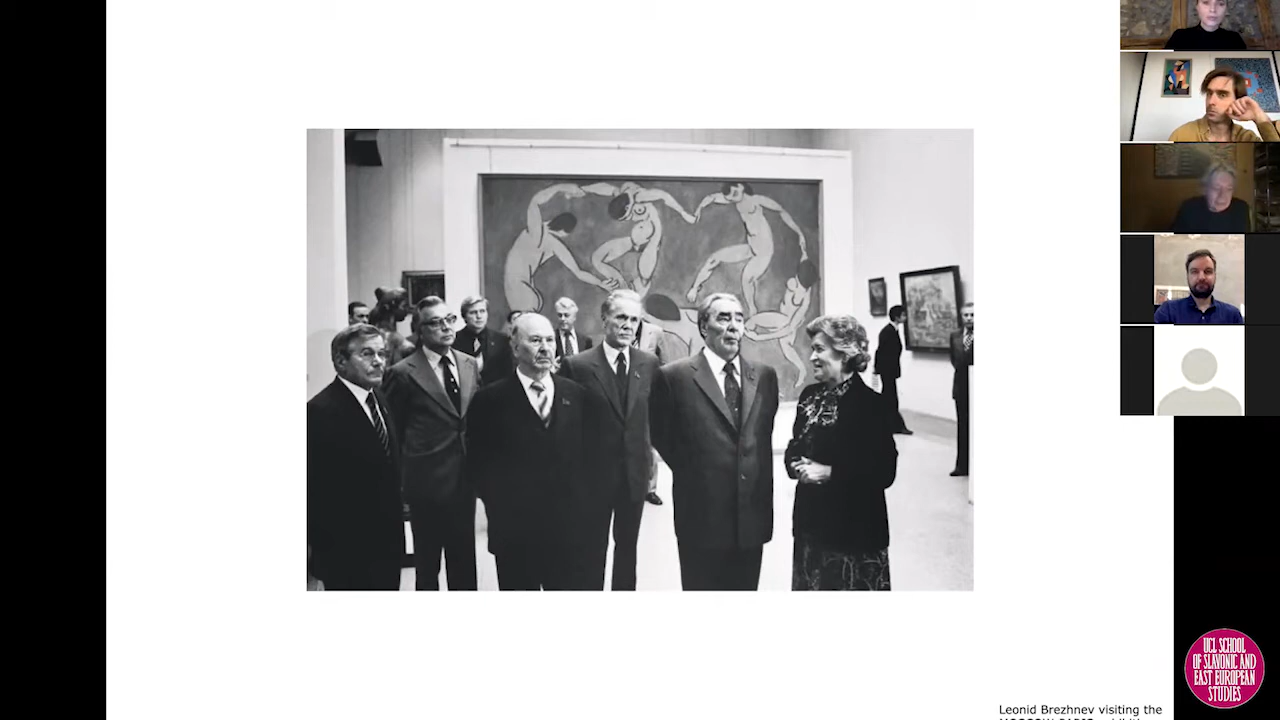 Leonid Brezhnev visiting the
UCL SCHOOL
OF SLAVONIC AND
EAST EUROPEAN
STUDIES